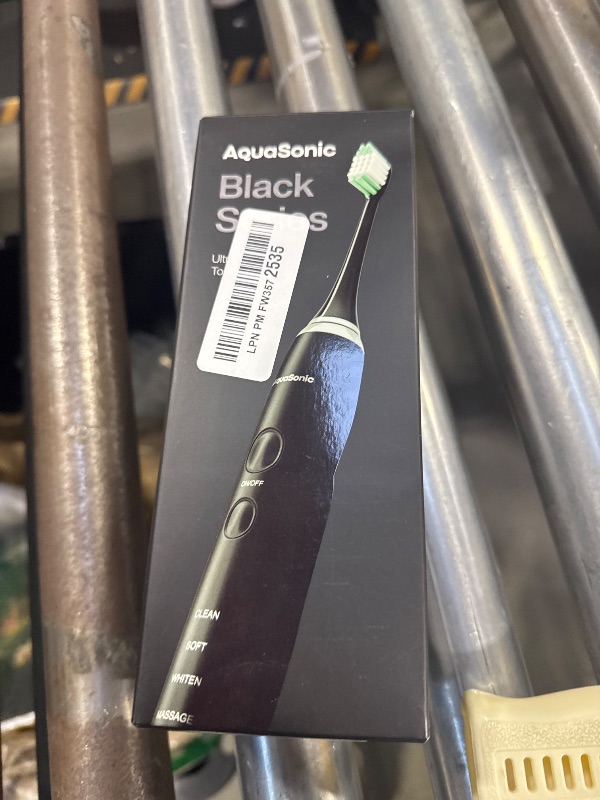 AquaSonic
Black
Series
LPN PM FW357 2535
AquaSonic
ON/OFF
CLEAN
SOFT
WHITEN
MASSAGE